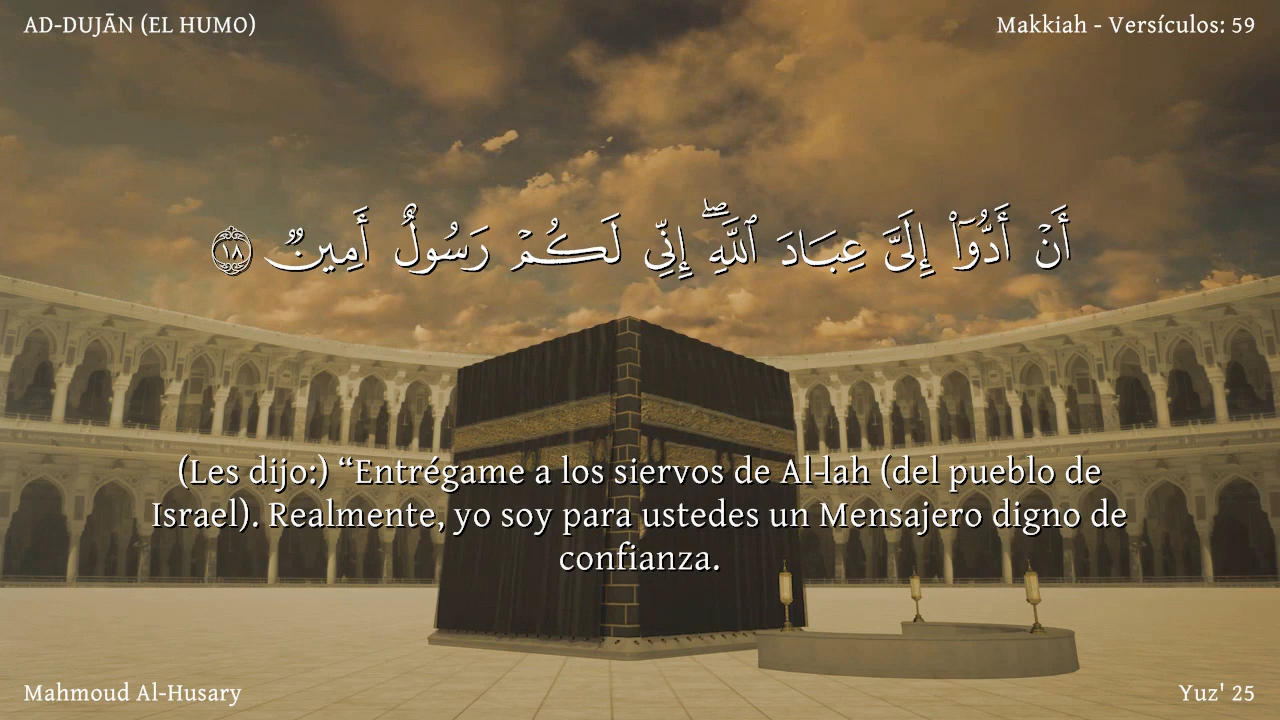 AD-DUJĀN (EL HUMO)
Makkiah - Versículos: 59
أَنۡ أَدُّوٓاْ إِلَيَّ عِبَادَ ٱللَّهِۖ إِنِّي لَكُمۡ رَسُولٌ أَمِينٞ ١٨
(Les dijo:) “Entrégame a los siervos de Al-lah (del pueblo de
Israel). Realmente, yo soy para ustedes un Mensajero digno de
confianza.
Mahmoud Al-Husary
Yuz' 25